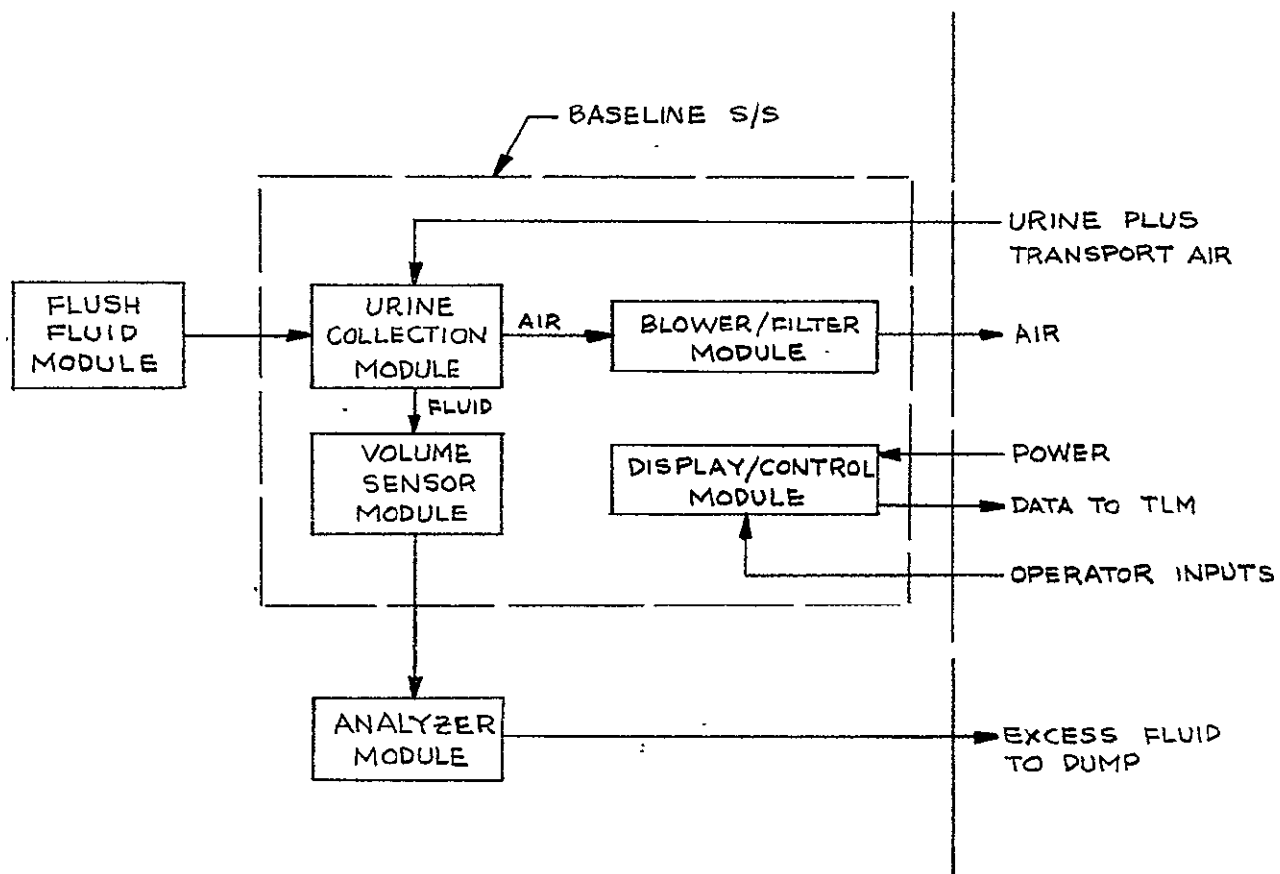 BASELINE S/S
URINE PLUS
TRANSPORT AIR
FLUSH
FLUID
MODULE
URINE
COLLECTION
MODULE
AIR
BLOWER/FILTER
MODULE
AIR
FLUID
VOLUME
SENSOR
MODULE
DISPLAY/CONTROL
MODULE
POWER
DATA TO TLM
OPERATOR INPUTS
ANALYZER
MODULE
EXCESS FLUID
TO DUMP